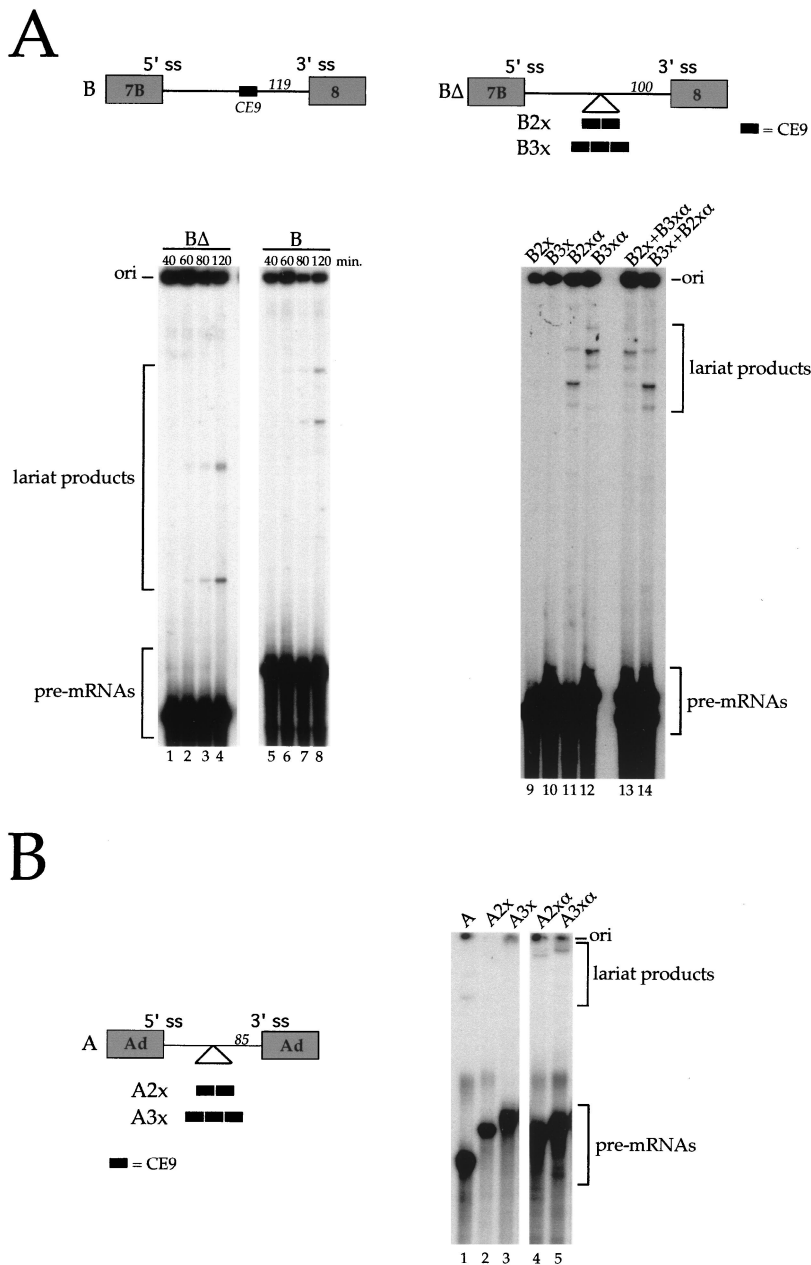 A
5' ss 3' ss
B 7B 119 8
CE9
5' ss 3' ss
BΔ 7B 100 8
B2x
B3x
= CE9
BΔ B
40 60 80 120 40 60 80 120 min.
ori
lariat products
pre-mRNAs
1 2 3 4 5 6 7 8
B2x B3x B2xα B3xα B2x+B3xα B3x+B2xα
ori
lariat products
pre-mRNAs
9 10 11 12 13 14
B
5' ss 3' ss
A Ad 85 Ad
A2x
A3x
= CE9
A A2x A3x A2xα A3xα
ori
lariat products
pre-mRNAs
1 2 3 4 5